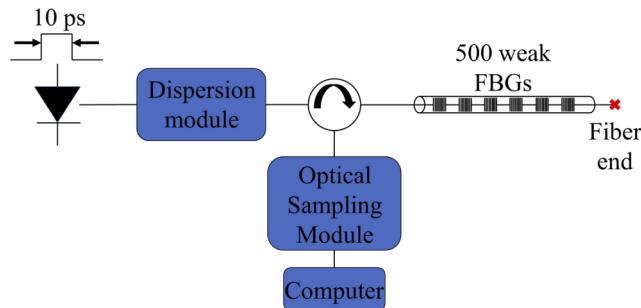 10 ps
Dispersion
module
500 weak
FBGs
Fiber
end
Optical
Sampling
Module
Computer